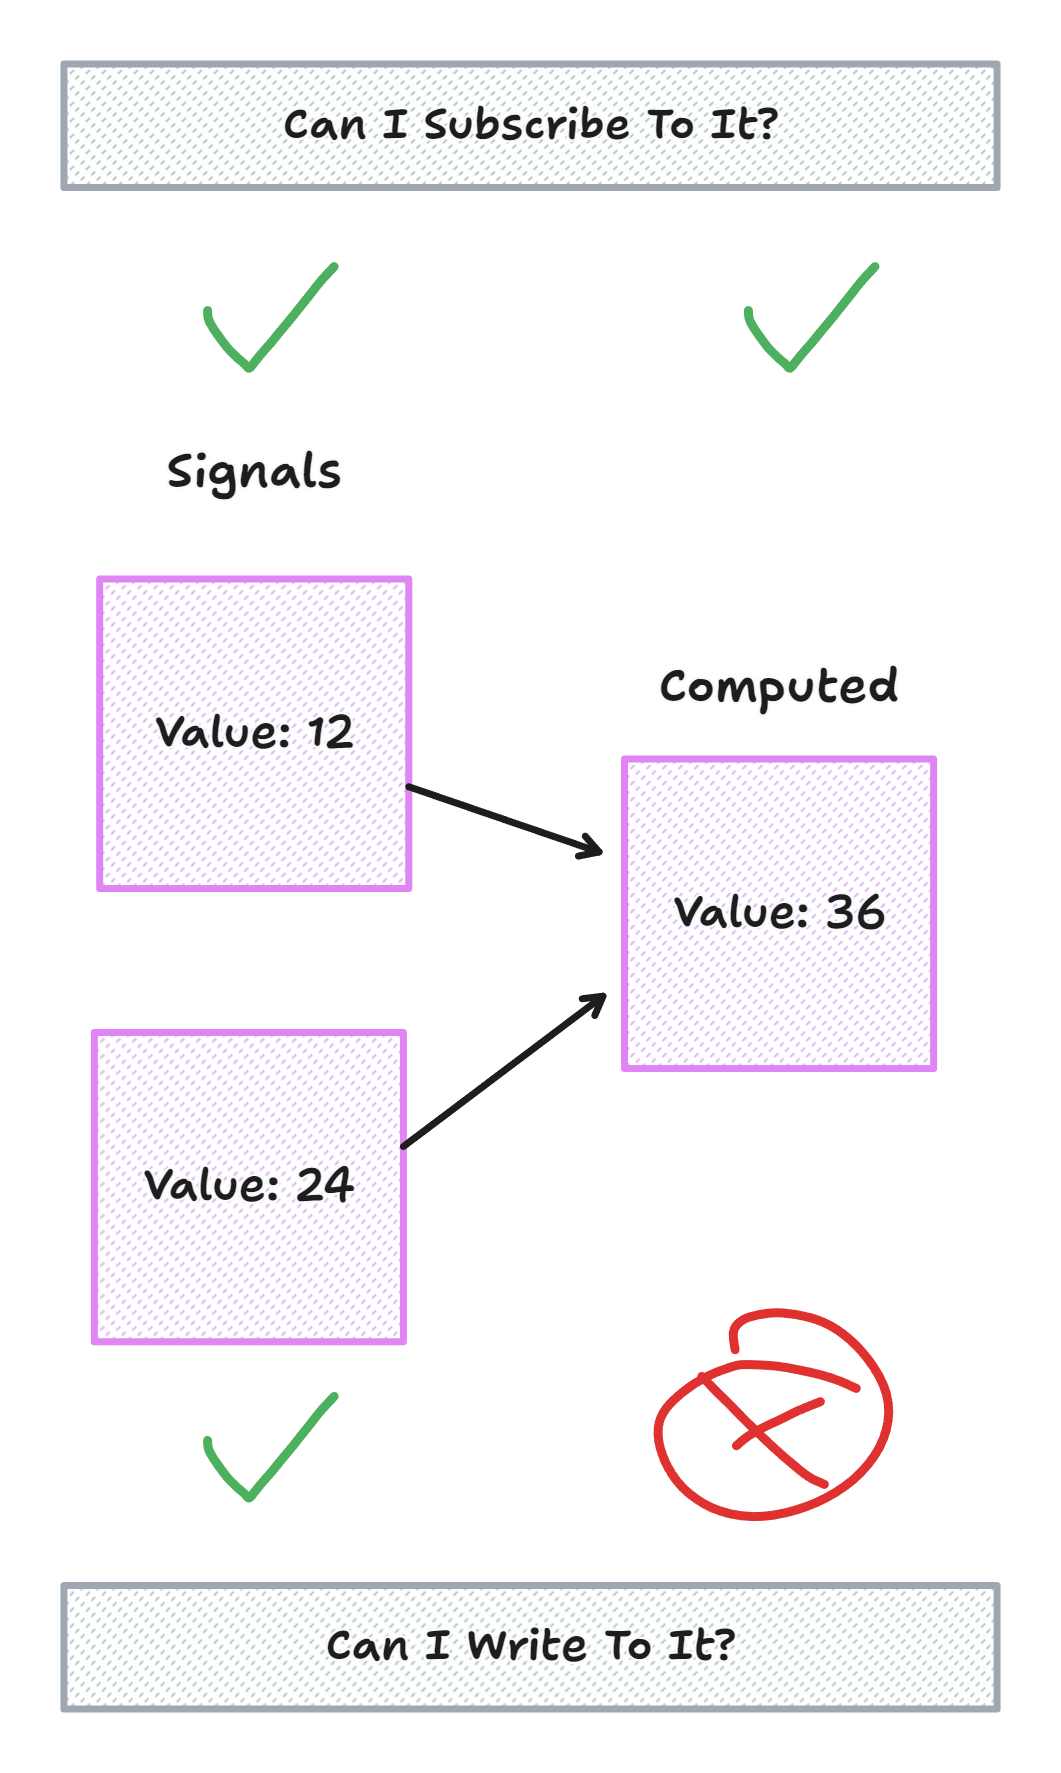 Can I Subscribe To It?
Signals
Value: 12
Computed
Value: 36
Value: 24
Can I Write To It?